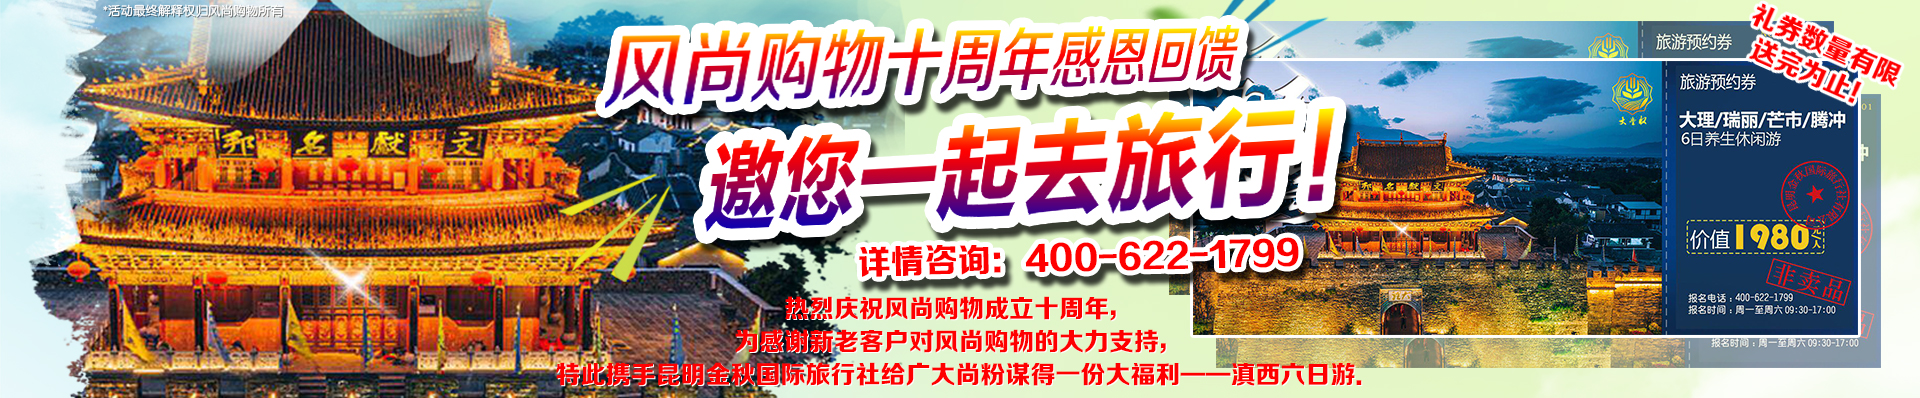 *活动最终解释权归风尚购物所有
风尚购物十周年感恩回馈
邀您一起去旅行！
详情咨询：400-622-1799
热烈庆祝风尚购物成立十周年，
为感谢新老客户对风尚购物的大力支持，
特此携手昆明金秋国际旅行社给广大尚粉谋得一份大福利——滇西六日游.
文献名邦
礼券数量有限
送完为止！
旅游预约券
旅游预约券
大理/瑞丽/芒市/腾冲
6日养生休闲游
价值1980元/人
非卖品
报名电话：400-622-1799
报名时间：周一至周六 09:30-17:00
报名时间：周一至周六 09:30-17:00